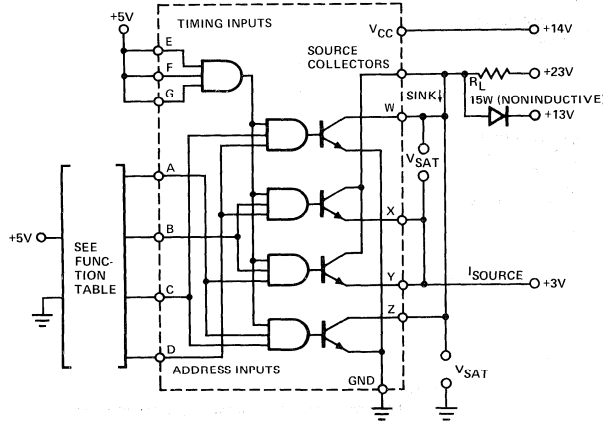 +5V
TIMING INPUTS
E
F
G
VCC
+14V
SOURCE
COLLECTORS
+23V
RL
15W (NONINDUCTIVE)
+13V
SINK↓
W
VSAT
A
B
X
+5V
SEE
FUNC-
TION
TABLE
C
Y
ISOURCE
+3V
Z
D
ADDRESS INPUTS
GND
VSAT